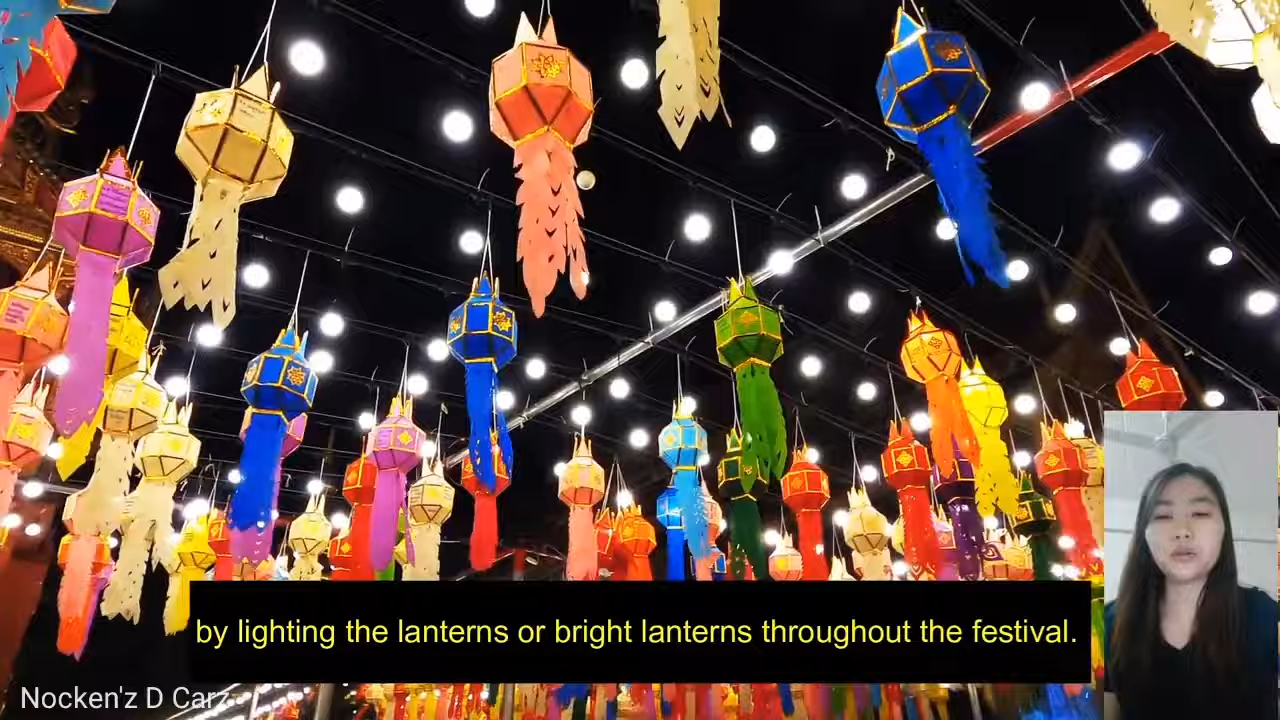 by lighting the lanterns or bright lanterns throughout the festival.
Nocken'z D Carz